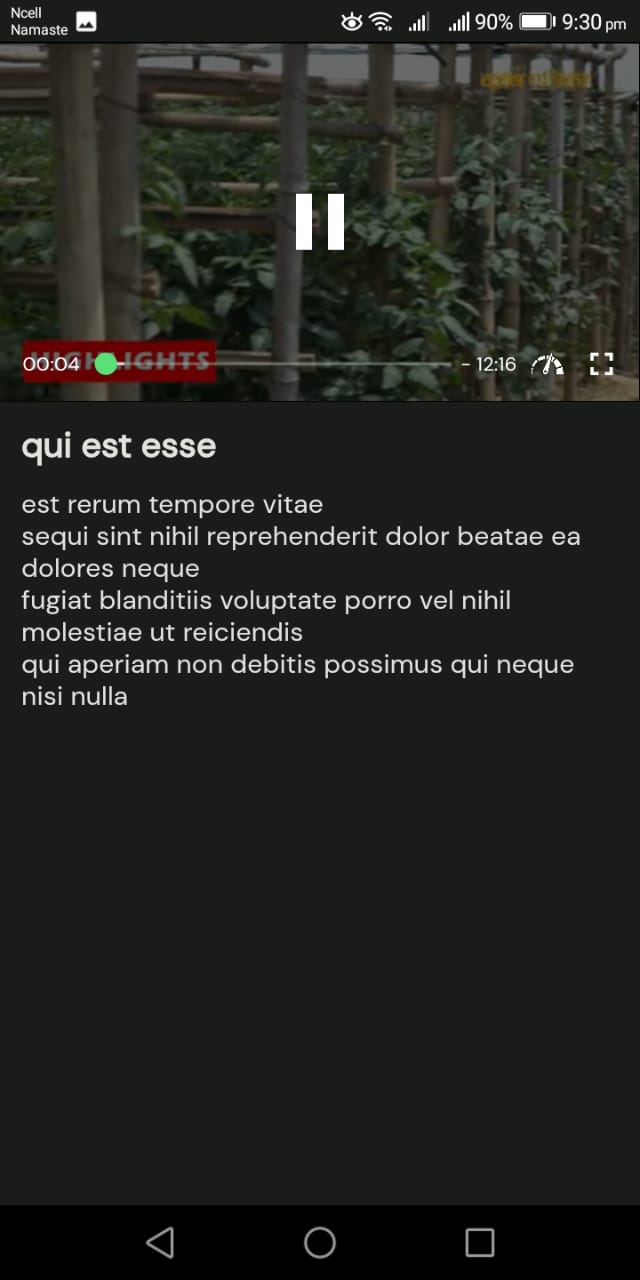 Ncell
Namaste
90% 9:30 pm
HIGHLIGHTS
00:04
- 12:16
qui est esse
est rerum tempore vitae
sequi sint nihil reprehenderit dolor beatae ea
dolores neque
fugiat blanditiis voluptate porro vel nihil
molestiae ut reiciendis
qui aperiam non debitis possimus qui neque
nisi nulla